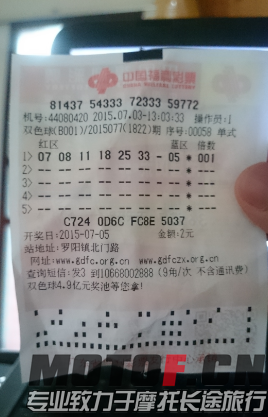 中国福利彩票
81437 54333 72333 59772
机号:44080420 2015.07.03-13:03:33 操作员:1
双色球(B001)/2015077(1822)期 序号:00058 单式
红区 蓝区 倍数
1>07 08 11 18 25 33 -05*001
2>-- -- -- -- -- -- ---*---
3>-- -- -- -- -- -- ---*---
4>-- -- -- -- -- -- ---*---
5>-- -- -- -- -- -- ---*---
C724 0D6C FC8E 5037
开奖日:2015-07-05 金额:2元
站地址:罗阳镇北门路
网址:www.gdfc.org.cn www.gdfczx.org.cn
查询短信:发3 到10668002888 (9角/次 不含通讯费)
双色球4.9亿元奖池等您拿!
MOTOF.CN
专业致力于摩托长途旅行